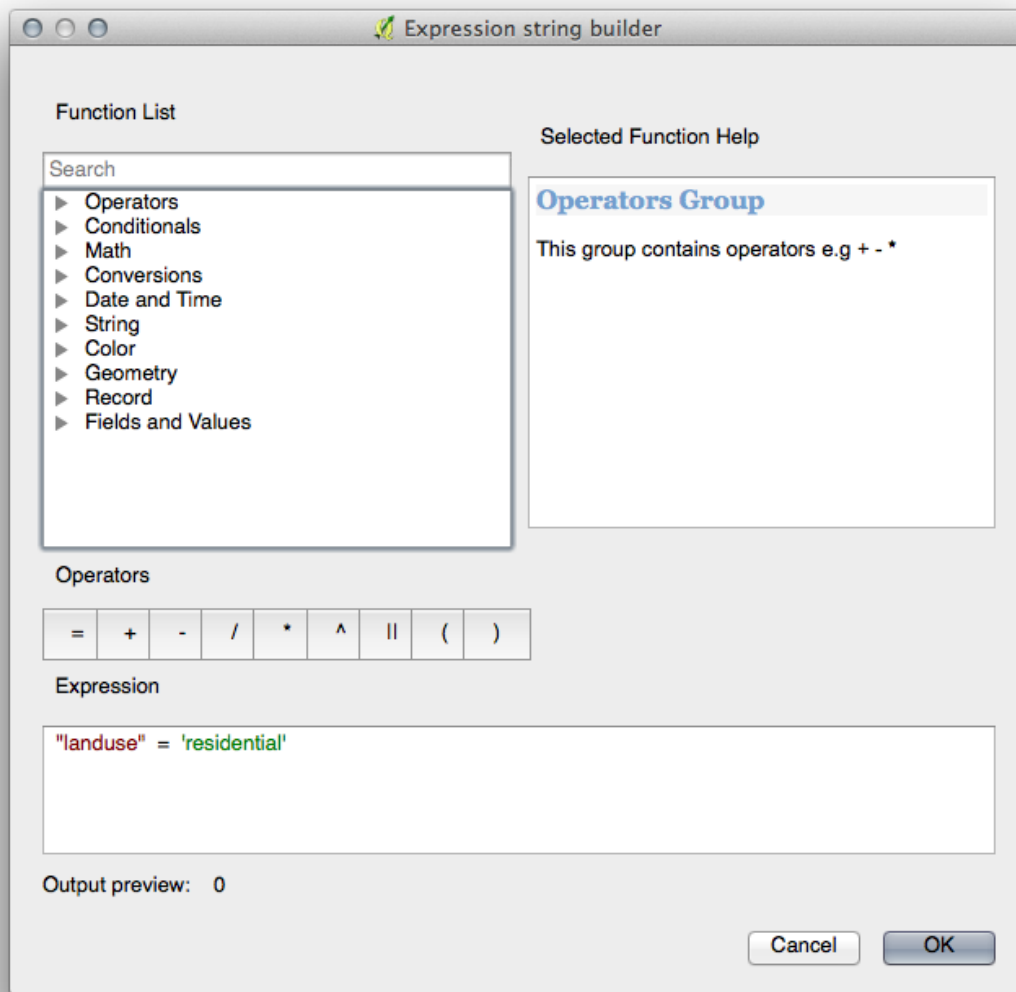 Expression string builder
Function List
Selected Function Help
Search
Operators
Conditionals
Math
Conversions
Date and Time
String
Color
Geometry
Record
Fields and Values
Operators Group
This group contains operators e.g + - *
Operators
= + - / * ^ || ( )
Expression
"landuse" = 'residential'
Output preview: 0
Cancel OK